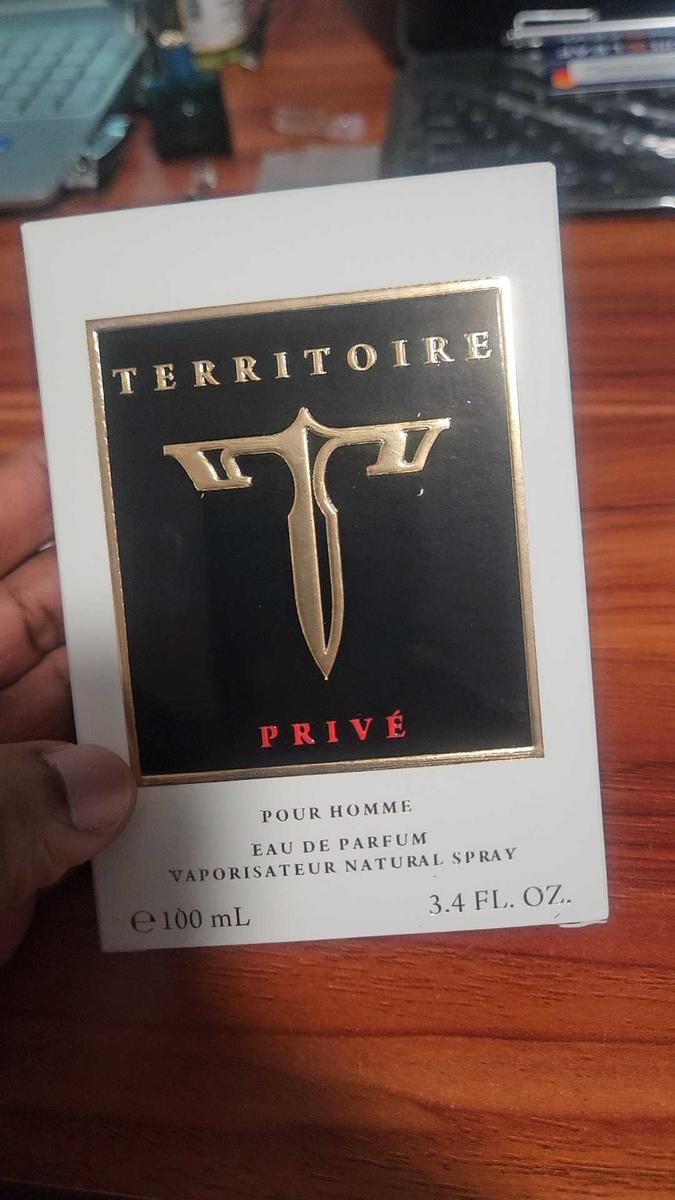 TERRITOIRE
PRIVÉ
POUR HOMME
EAU DE PARFUM
VAPORISATEUR NATURAL SPRAY
℮ 100 mL
3.4 FL. OZ.